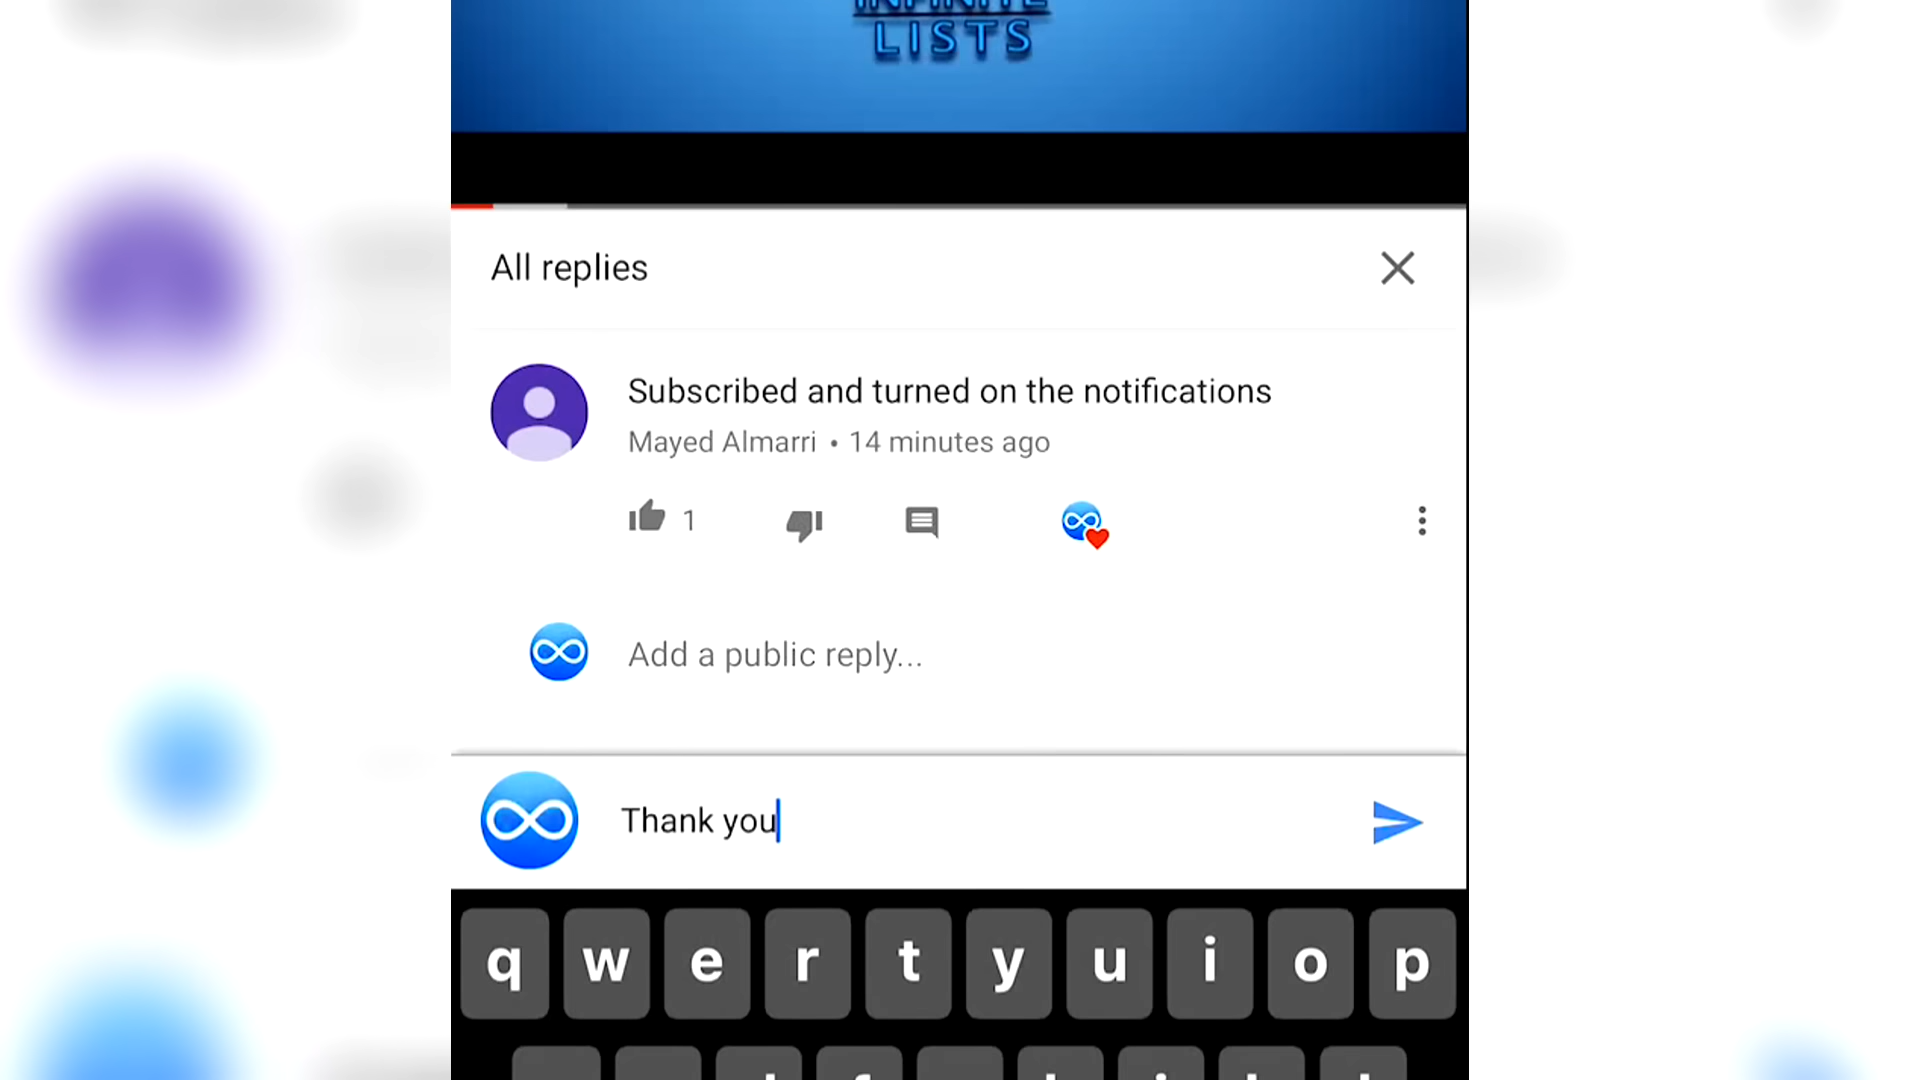 INFINITE
LISTS
All replies
Subscribed and turned on the notifications
Mayed Almarri • 14 minutes ago
1
Add a public reply...
Thank you
q w e r t y u i o p